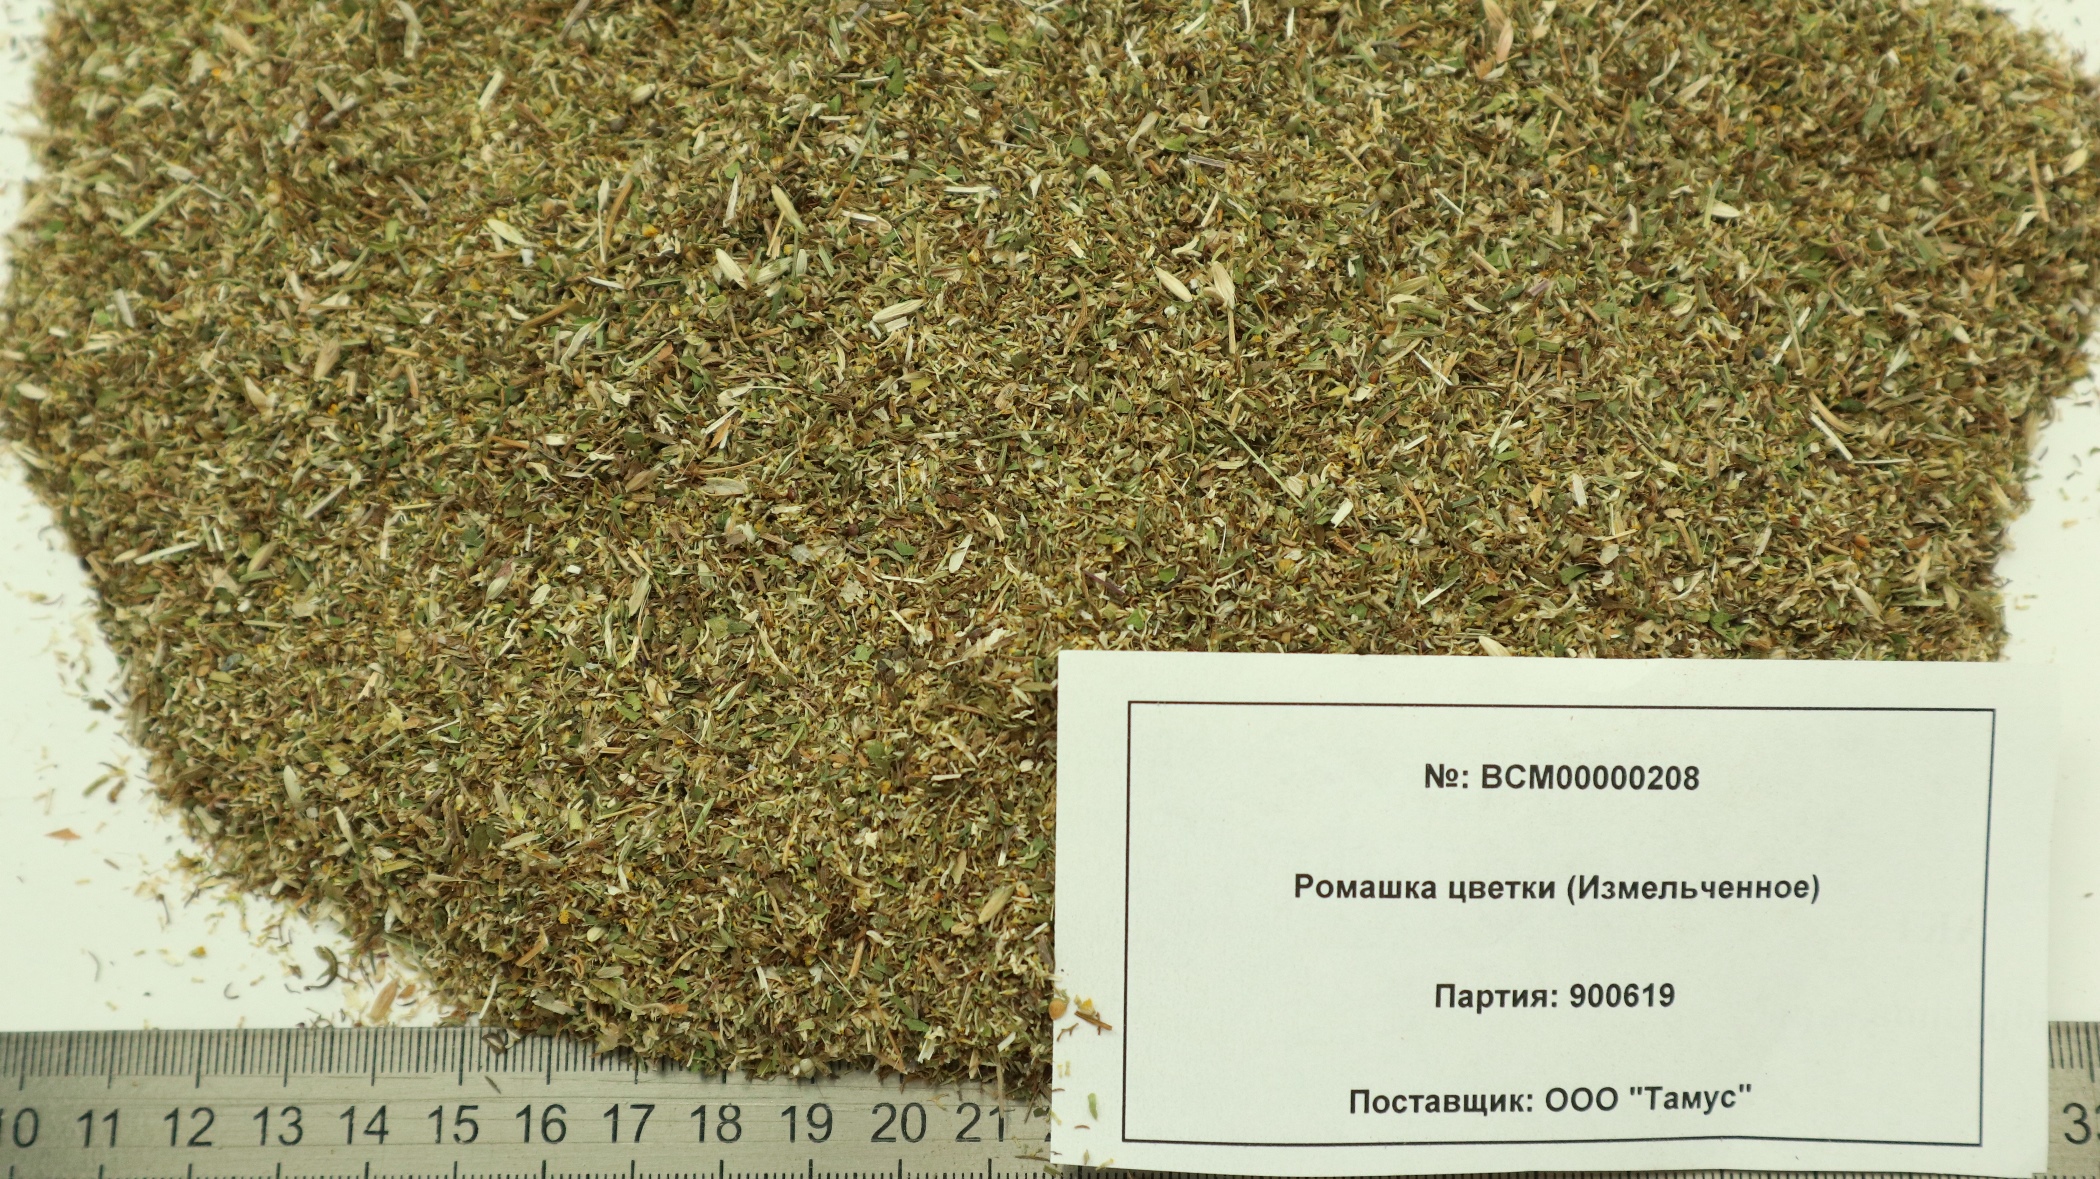 №: ВСМ00000208
Ромашка цветки (Измельченное)
Партия: 900619
Поставщик: ООО "Тамус"
10 11 12 13 14 15 16 17 18 19 20 21